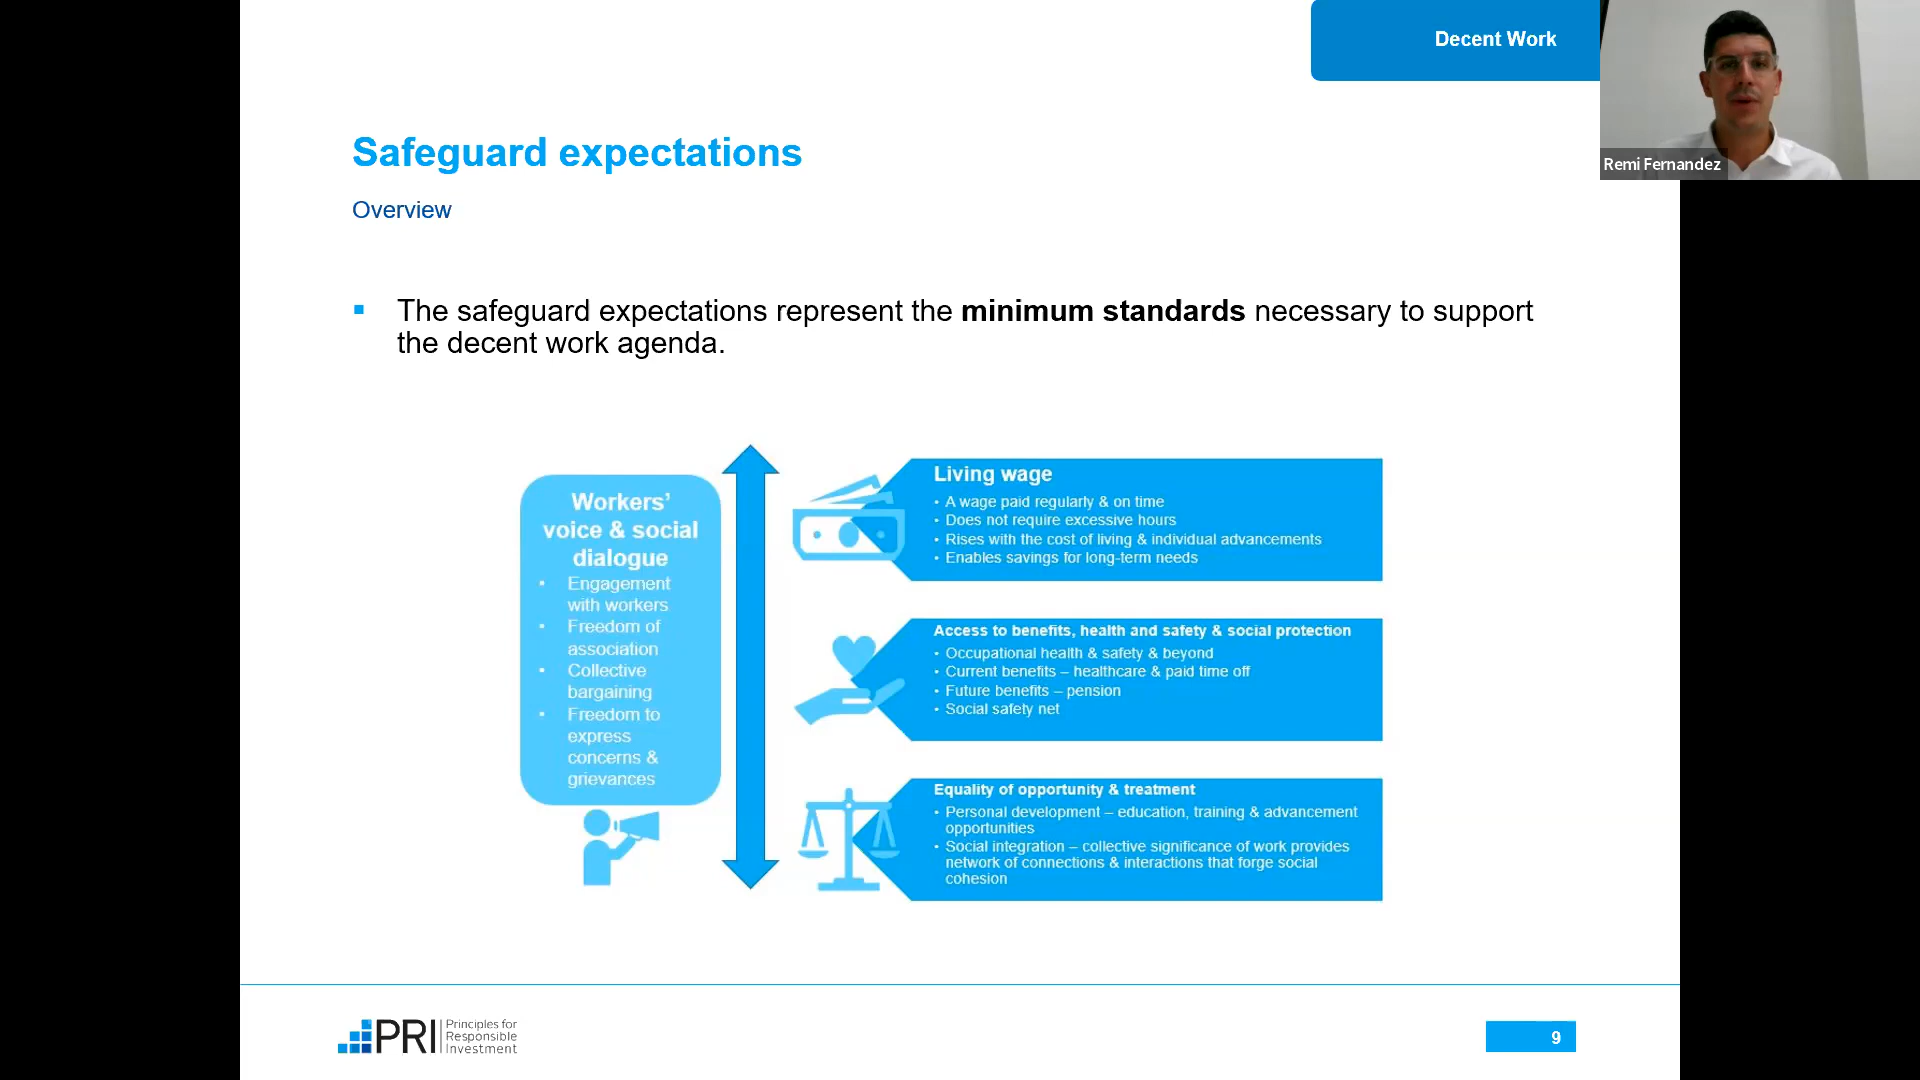 Decent Work
Remi Fernandez
Safeguard expectations
Overview
▪ The safeguard expectations represent the minimum standards necessary to support
the decent work agenda.
Workers’
voice & social
dialogue
• Engagement
with workers
• Freedom of
association
• Collective
bargaining
• Freedom to
express
concerns &
grievances
Living wage
• A wage paid regularly & on time
• Does not require excessive hours
• Rises with the cost of living & individual advancements
• Enables savings for long-term needs
Access to benefits, health and safety & social protection
• Occupational health & safety & beyond
• Current benefits – healthcare & paid time off
• Future benefits – pension
• Social safety net
Equality of opportunity & treatment
• Personal development – education, training & advancement
opportunities
• Social integration – collective significance of work provides
network of connections & interactions that forge social
cohesion
PRI
Principles for
Responsible
Investment
9